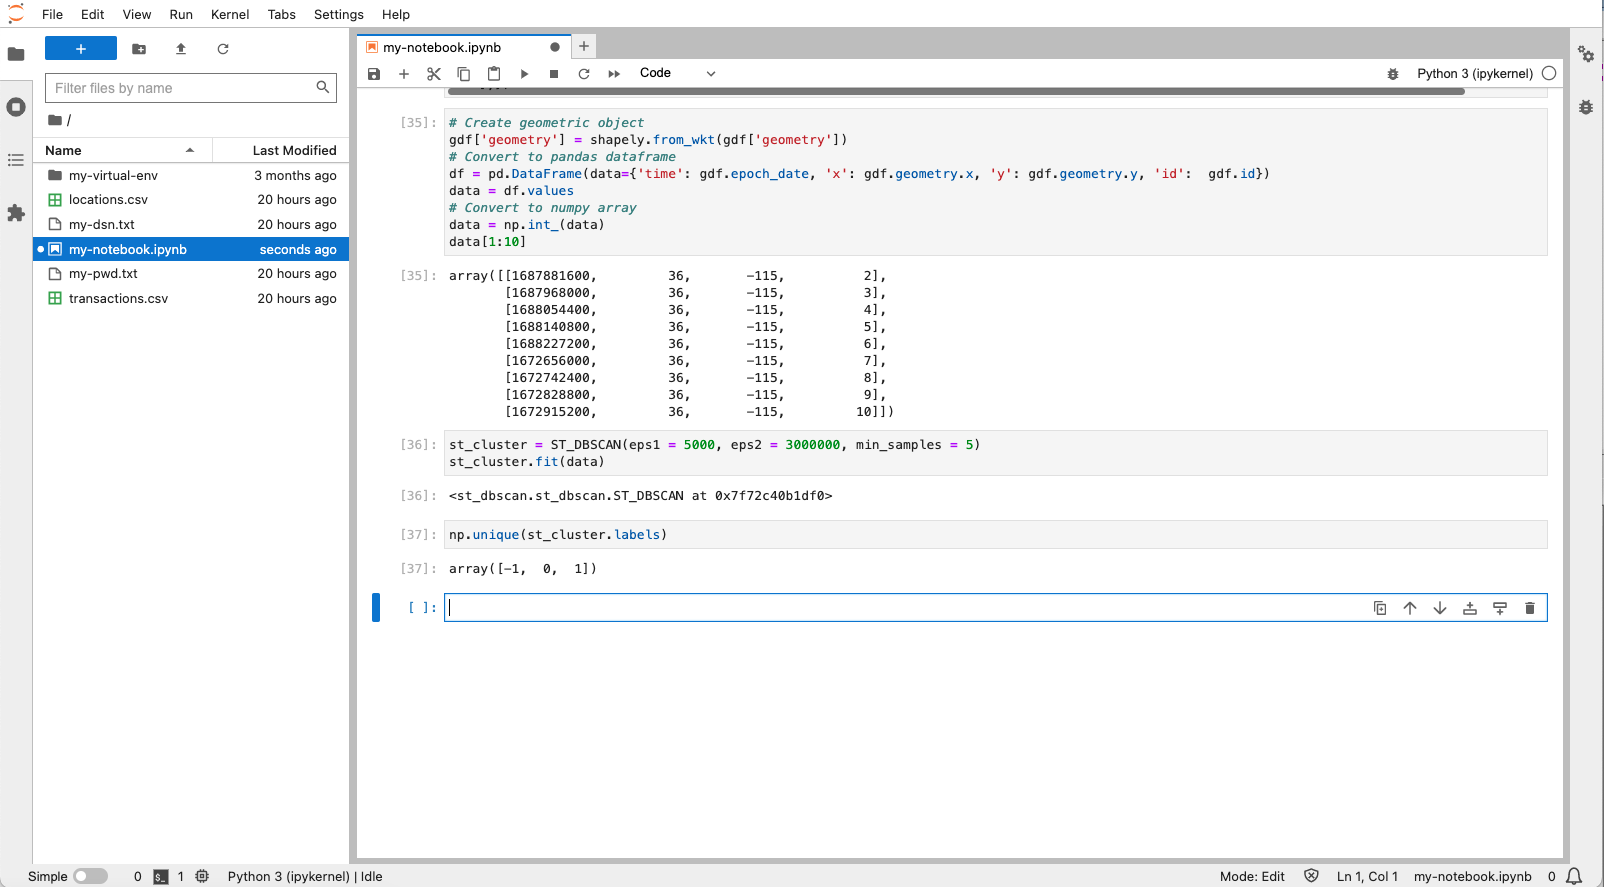 File Edit View Run Kernel Tabs Settings Help
my-notebook.ipynb
Filter files by name
Code
Python 3 (ipykernel)
/
[35]: # Create geometric object
gdf['geometry'] = shapely.from_wkt(gdf['geometry'])
# Convert to pandas dataframe
df = pd.DataFrame(data={'time': gdf.epoch_date, 'x': gdf.geometry.x, 'y': gdf.geometry.y, 'id':  gdf.id})
data = df.values
# Convert to numpy array
data = np.int_(data)
data[1:10]
Name Last Modified
my-virtual-env 3 months ago
locations.csv 20 hours ago
my-dsn.txt 20 hours ago
my-notebook.ipynb seconds ago
my-pwd.txt 20 hours ago
transactions.csv 20 hours ago
[35]: array([[1687881600, 36, -115, 2],
[1687968000, 36, -115, 3],
[1688054400, 36, -115, 4],
[1688140800, 36, -115, 5],
[1688227200, 36, -115, 6],
[1672656000, 36, -115, 7],
[1672742400, 36, -115, 8],
[1672828800, 36, -115, 9],
[1672915200, 36, -115, 10]])
[36]: st_cluster = ST_DBSCAN(eps1 = 5000, eps2 = 3000000, min_samples = 5)
st_cluster.fit(data)
[36]: <st_dbscan.st_dbscan.ST_DBSCAN at 0x7f72c40b1df0>
[37]: np.unique(st_cluster.labels)
[37]: array([-1,  0,  1])
[ ]:
Simple 0 $_ 1 Python 3 (ipykernel) | Idle Mode: Edit Ln 1, Col 1 my-notebook.ipynb 0